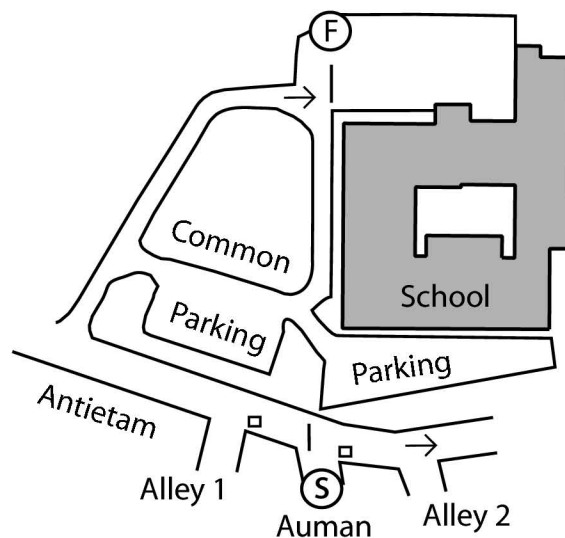 F
Common
School
Parking
Parking
Antietam
Alley 1
S
Auman
Alley 2